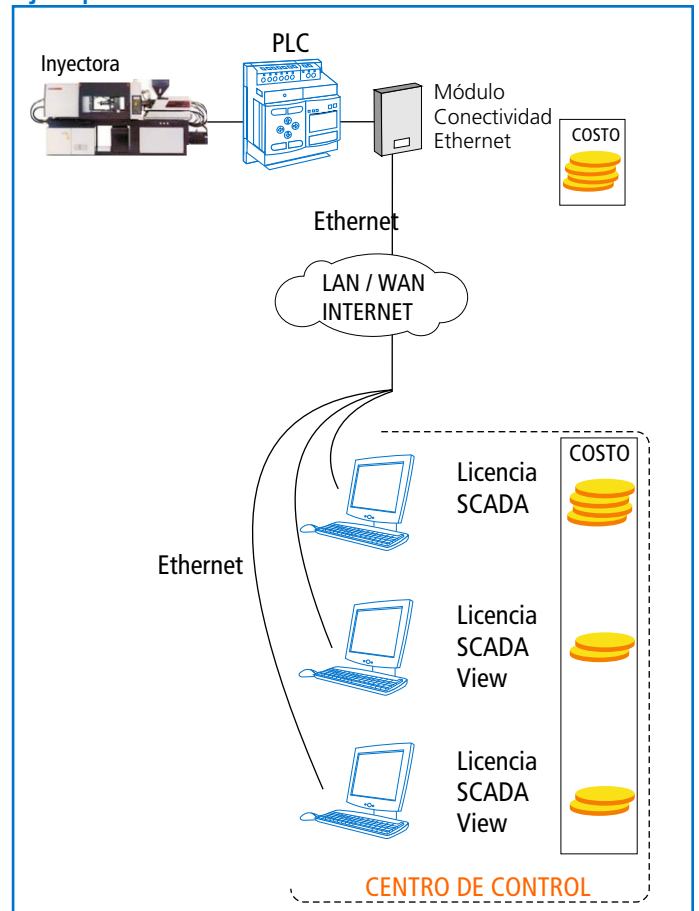 Inyectora
PLC
Módulo
Conectividad
Ethernet
COSTO
Ethernet
LAN / WAN
INTERNET
COSTO
Licencia
SCADA
Ethernet
Licencia
SCADA
View
Licencia
SCADA
View
CENTRO DE CONTROL